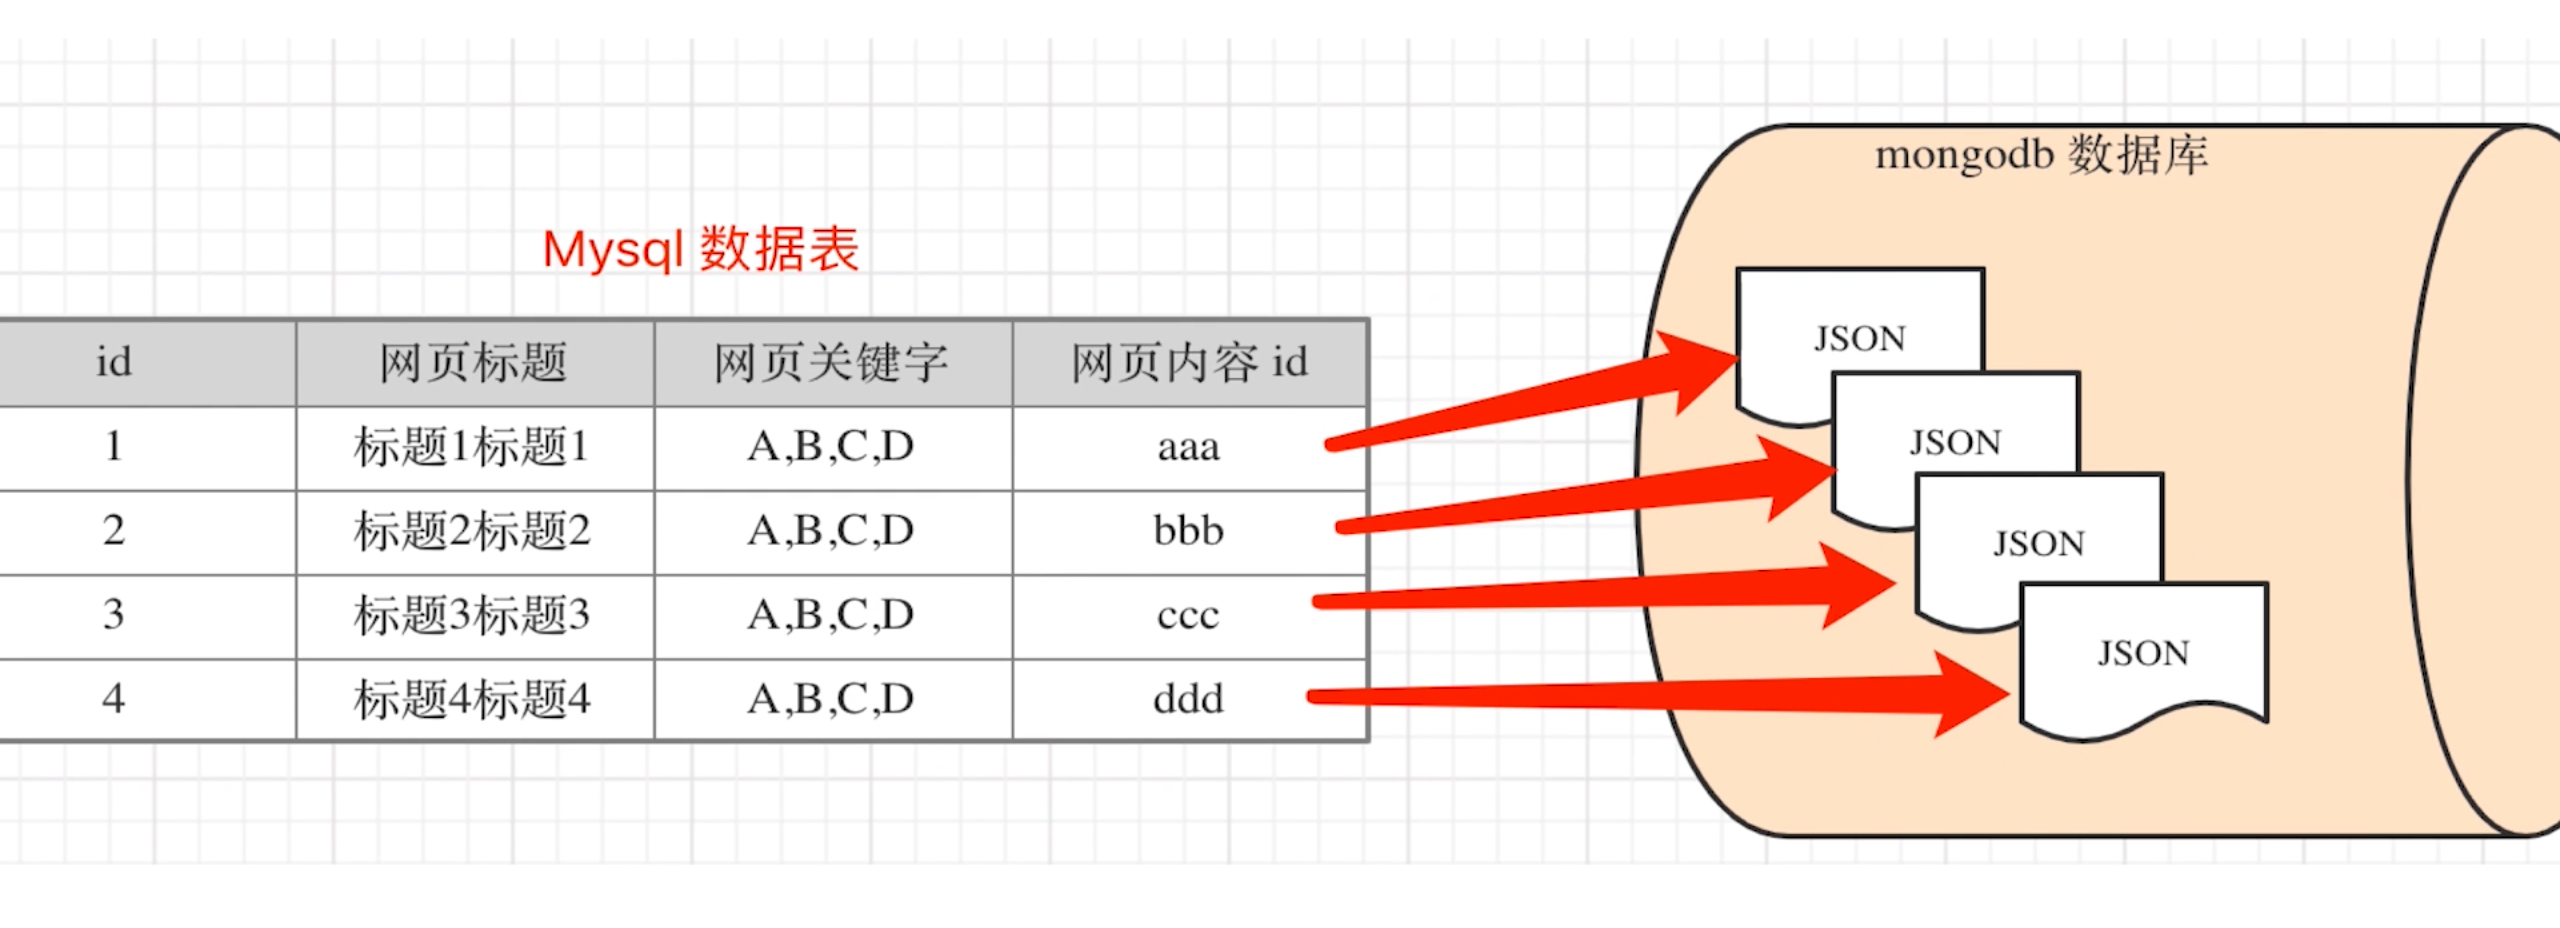 mongodb 数据库
Mysql 数据表
id 网页标题 网页关键字 网页内容 id
1 标题1标题1 A,B,C,D aaa
2 标题2标题2 A,B,C,D bbb
3 标题3标题3 A,B,C,D ccc
4 标题4标题4 A,B,C,D ddd
JSON
JSON
JSON
JSON